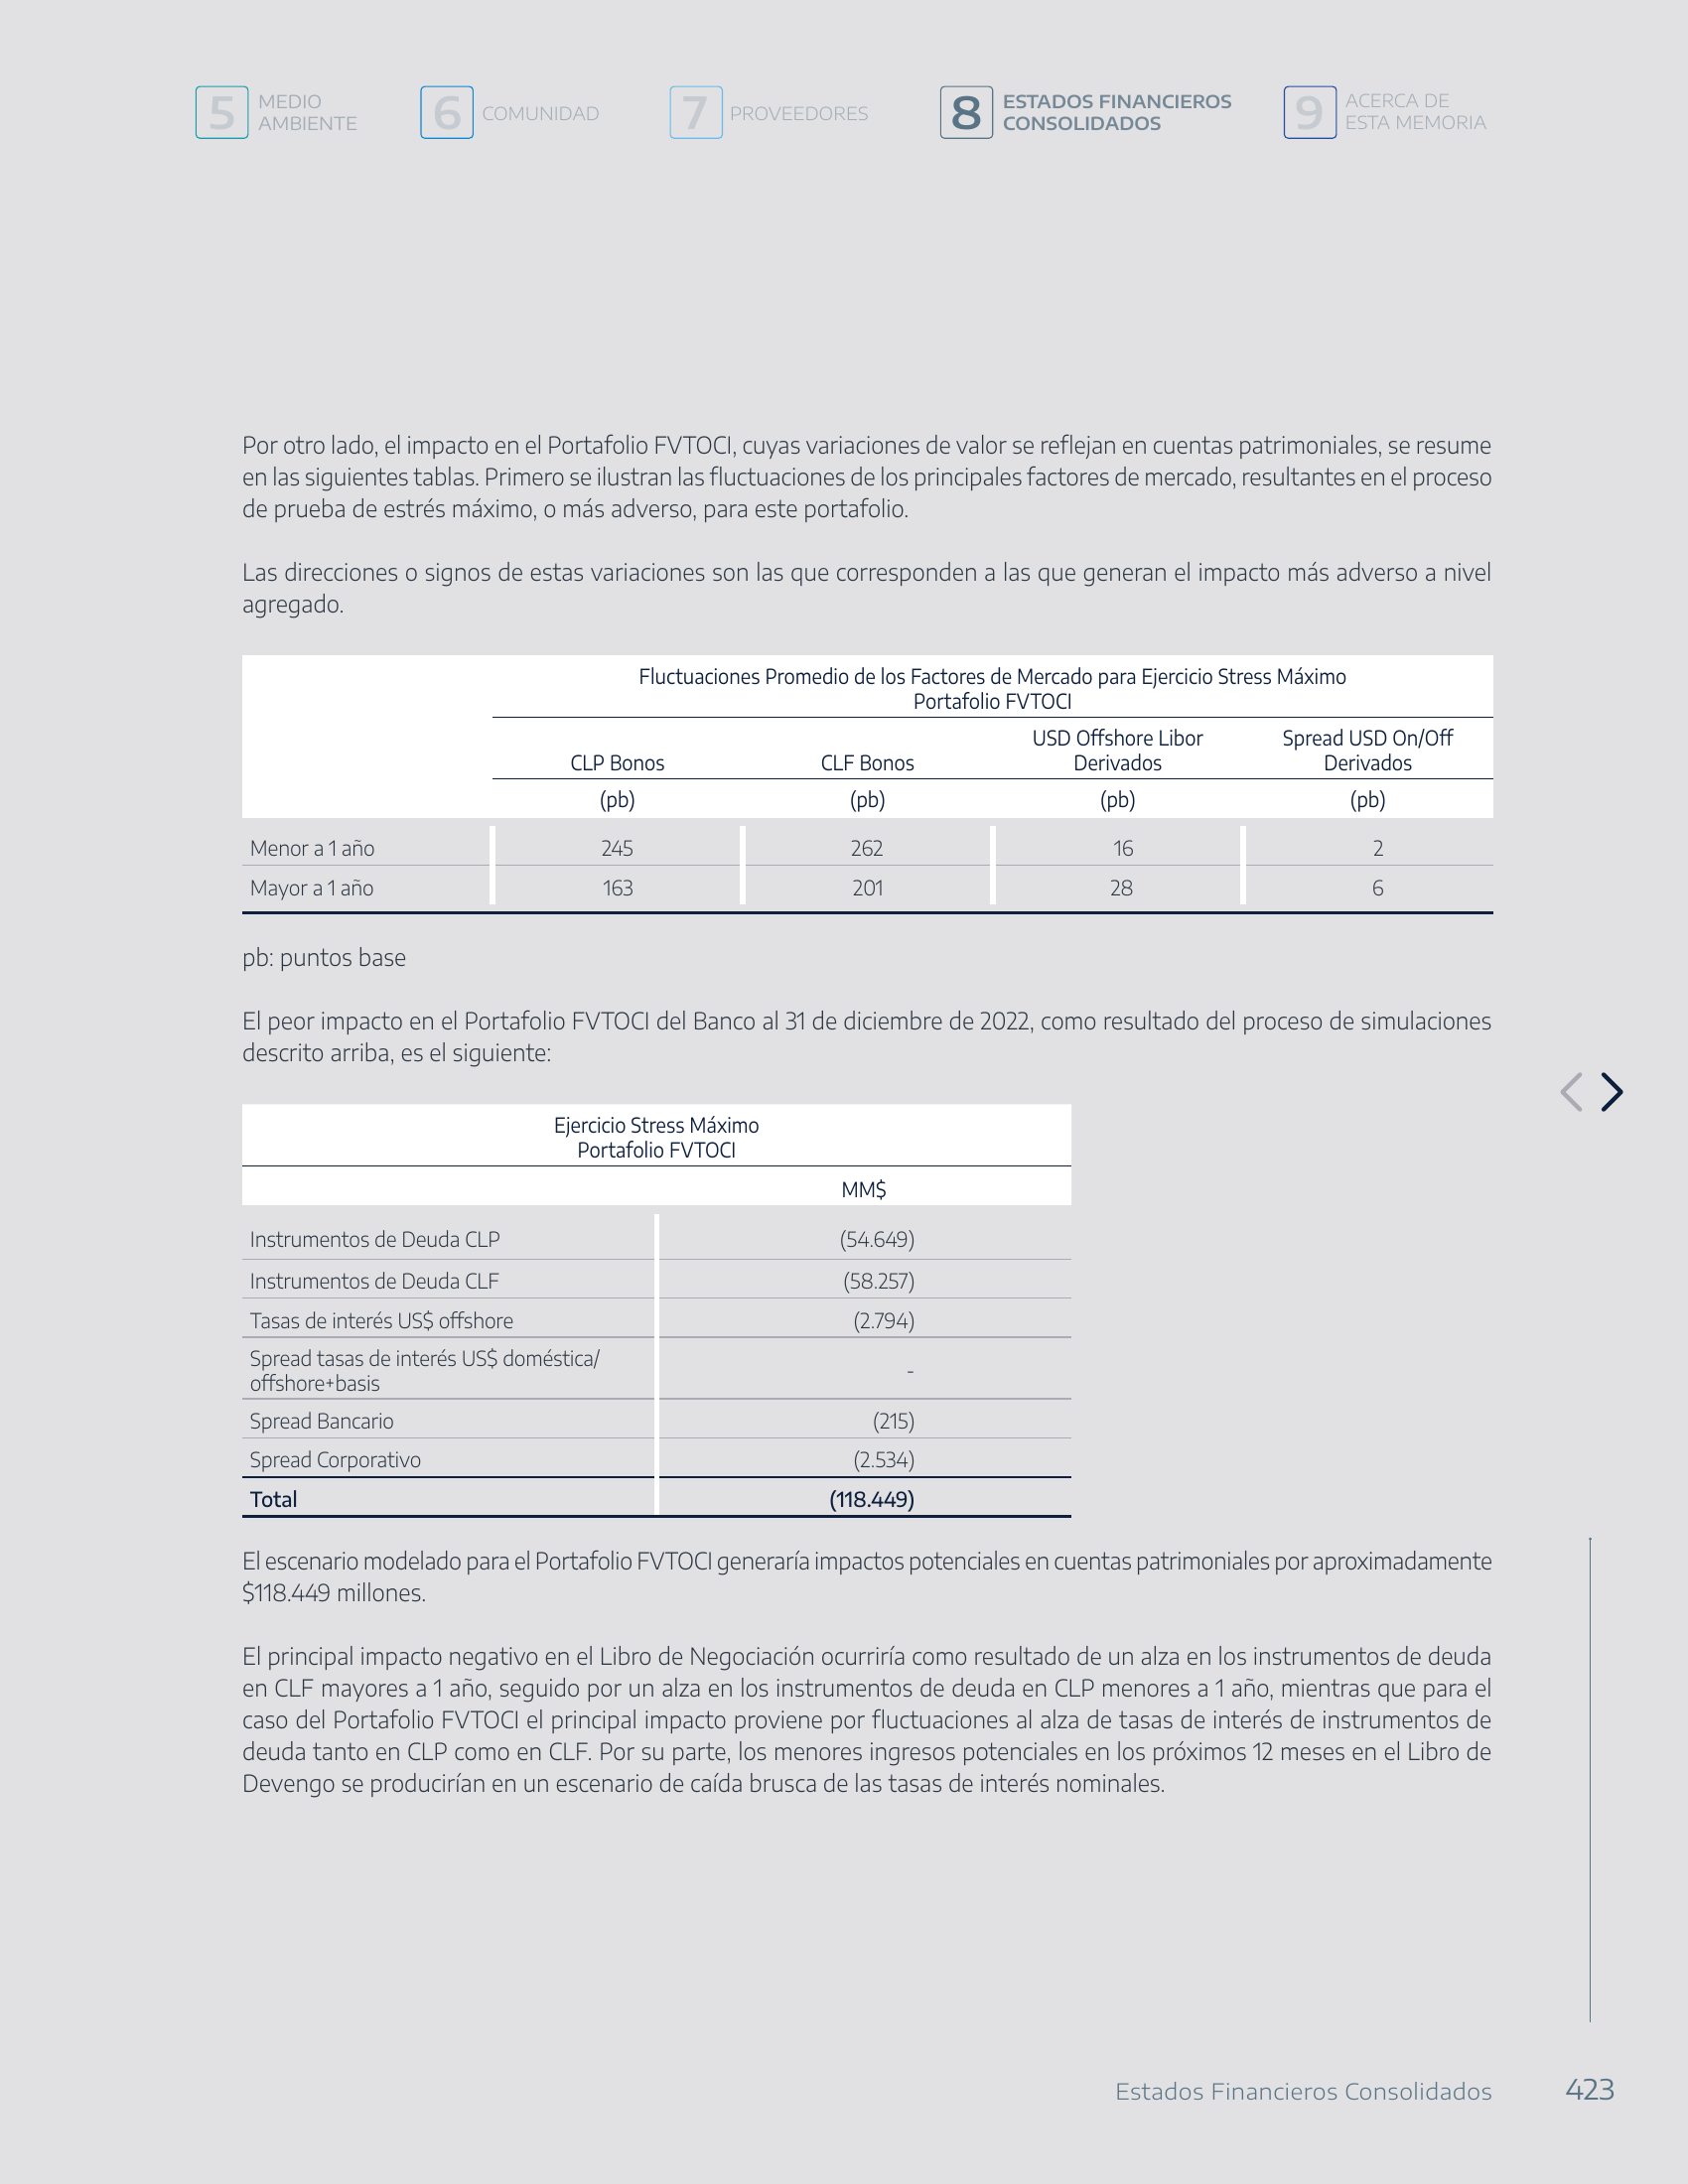 5 MEDIO AMBIENTE
6 COMUNIDAD
7 PROVEEDORES
8 ESTADOS FINANCIEROS CONSOLIDADOS
9 ACERCA DE ESTA MEMORIA
Por otro lado, el impacto en el Portafolio FVTOCI, cuyas variaciones de valor se reflejan en cuentas patrimoniales, se resume
en las siguientes tablas. Primero se ilustran las fluctuaciones de los principales factores de mercado, resultantes en el proceso
de prueba de estrés máximo, o más adverso, para este portafolio.
Las direcciones o signos de estas variaciones son las que corresponden a las que generan el impacto más adverso a nivel
agregado.
Fluctuaciones Promedio de los Factores de Mercado para Ejercicio Stress Máximo
Portafolio FVTOCI
CLP Bonos CLF Bonos USD Offshore Libor Derivados Spread USD On/Off Derivados
(pb) (pb) (pb) (pb)
Menor a 1 año 245 262 16 2
Mayor a 1 año 163 201 28 6
pb: puntos base
El peor impacto en el Portafolio FVTOCI del Banco al 31 de diciembre de 2022, como resultado del proceso de simulaciones
descrito arriba, es el siguiente:
Ejercicio Stress Máximo
Portafolio FVTOCI
MM$
Instrumentos de Deuda CLP (54.649)
Instrumentos de Deuda CLF (58.257)
Tasas de interés US$ offshore (2.794)
Spread tasas de interés US$ doméstica/
offshore+basis -
Spread Bancario (215)
Spread Corporativo (2.534)
Total (118.449)
El escenario modelado para el Portafolio FVTOCI generaría impactos potenciales en cuentas patrimoniales por aproximadamente
$118.449 millones.
El principal impacto negativo en el Libro de Negociación ocurriría como resultado de un alza en los instrumentos de deuda
en CLF mayores a 1 año, seguido por un alza en los instrumentos de deuda en CLP menores a 1 año, mientras que para el
caso del Portafolio FVTOCI el principal impacto proviene por fluctuaciones al alza de tasas de interés de instrumentos de
deuda tanto en CLP como en CLF. Por su parte, los menores ingresos potenciales en los próximos 12 meses en el Libro de
Devengo se producirían en un escenario de caída brusca de las tasas de interés nominales.
Estados Financieros Consolidados 423